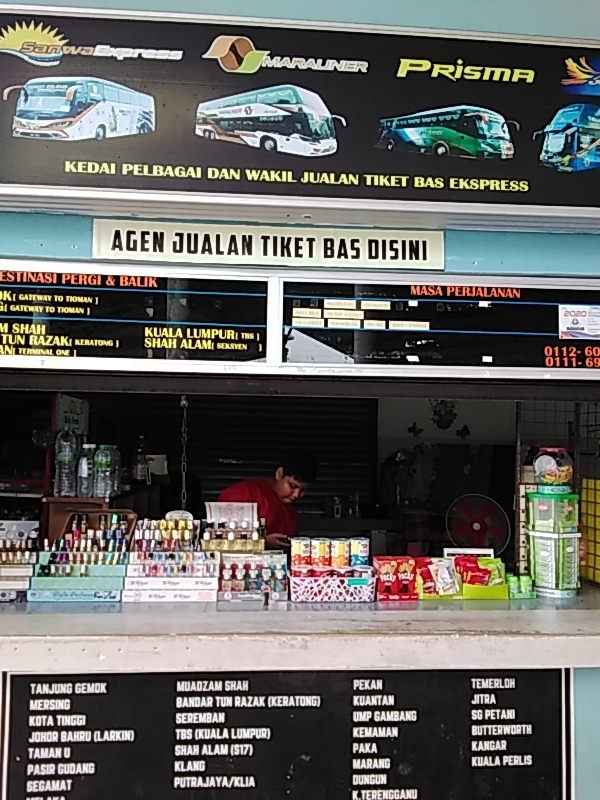 Sanwa Express
MARALINER
PRISMA
KEDAI PELBAGAI DAN WAKIL JUALAN TIKET BAS EKSPRESS
AGEN JUALAN TIKET BAS DISINI
ESTINASI PERGI & BALIK
OK[ GATEWAY TO TIOMAN ]
G[ GATEWAY TO TIOMAN ]
M SHAH
TUN RAZAK[ KERATONG ]
AN[ TERMINAL ONE ]
KUALA LUMPUR[ TBS ]
SHAH ALAM[ SEKSYEN
MASA PERJALANAN
2020
0112- 60
0111- 69
TANJUNG GEMOK
MERSING
KOTA TINGGI
JOHOR BAHRU (LARKIN)
TAMAN U
PASIR GUDANG
SEGAMAT
MELAKA
MUADZAM SHAH
BANDAR TUN RAZAK (KERATONG)
SEREMBAN
TBS (KUALA LUMPUR)
SHAH ALAM (S17)
KLANG
PUTRAJAYA/KLIA
PEKAN
KUANTAN
UMP GAMBANG
KEMAMAN
PAKA
MARANG
DUNGUN
K.TERENGGANU
TEMERLOH
JITRA
SG PETANI
BUTTERWORTH
KANGAR
KUALA PERLIS